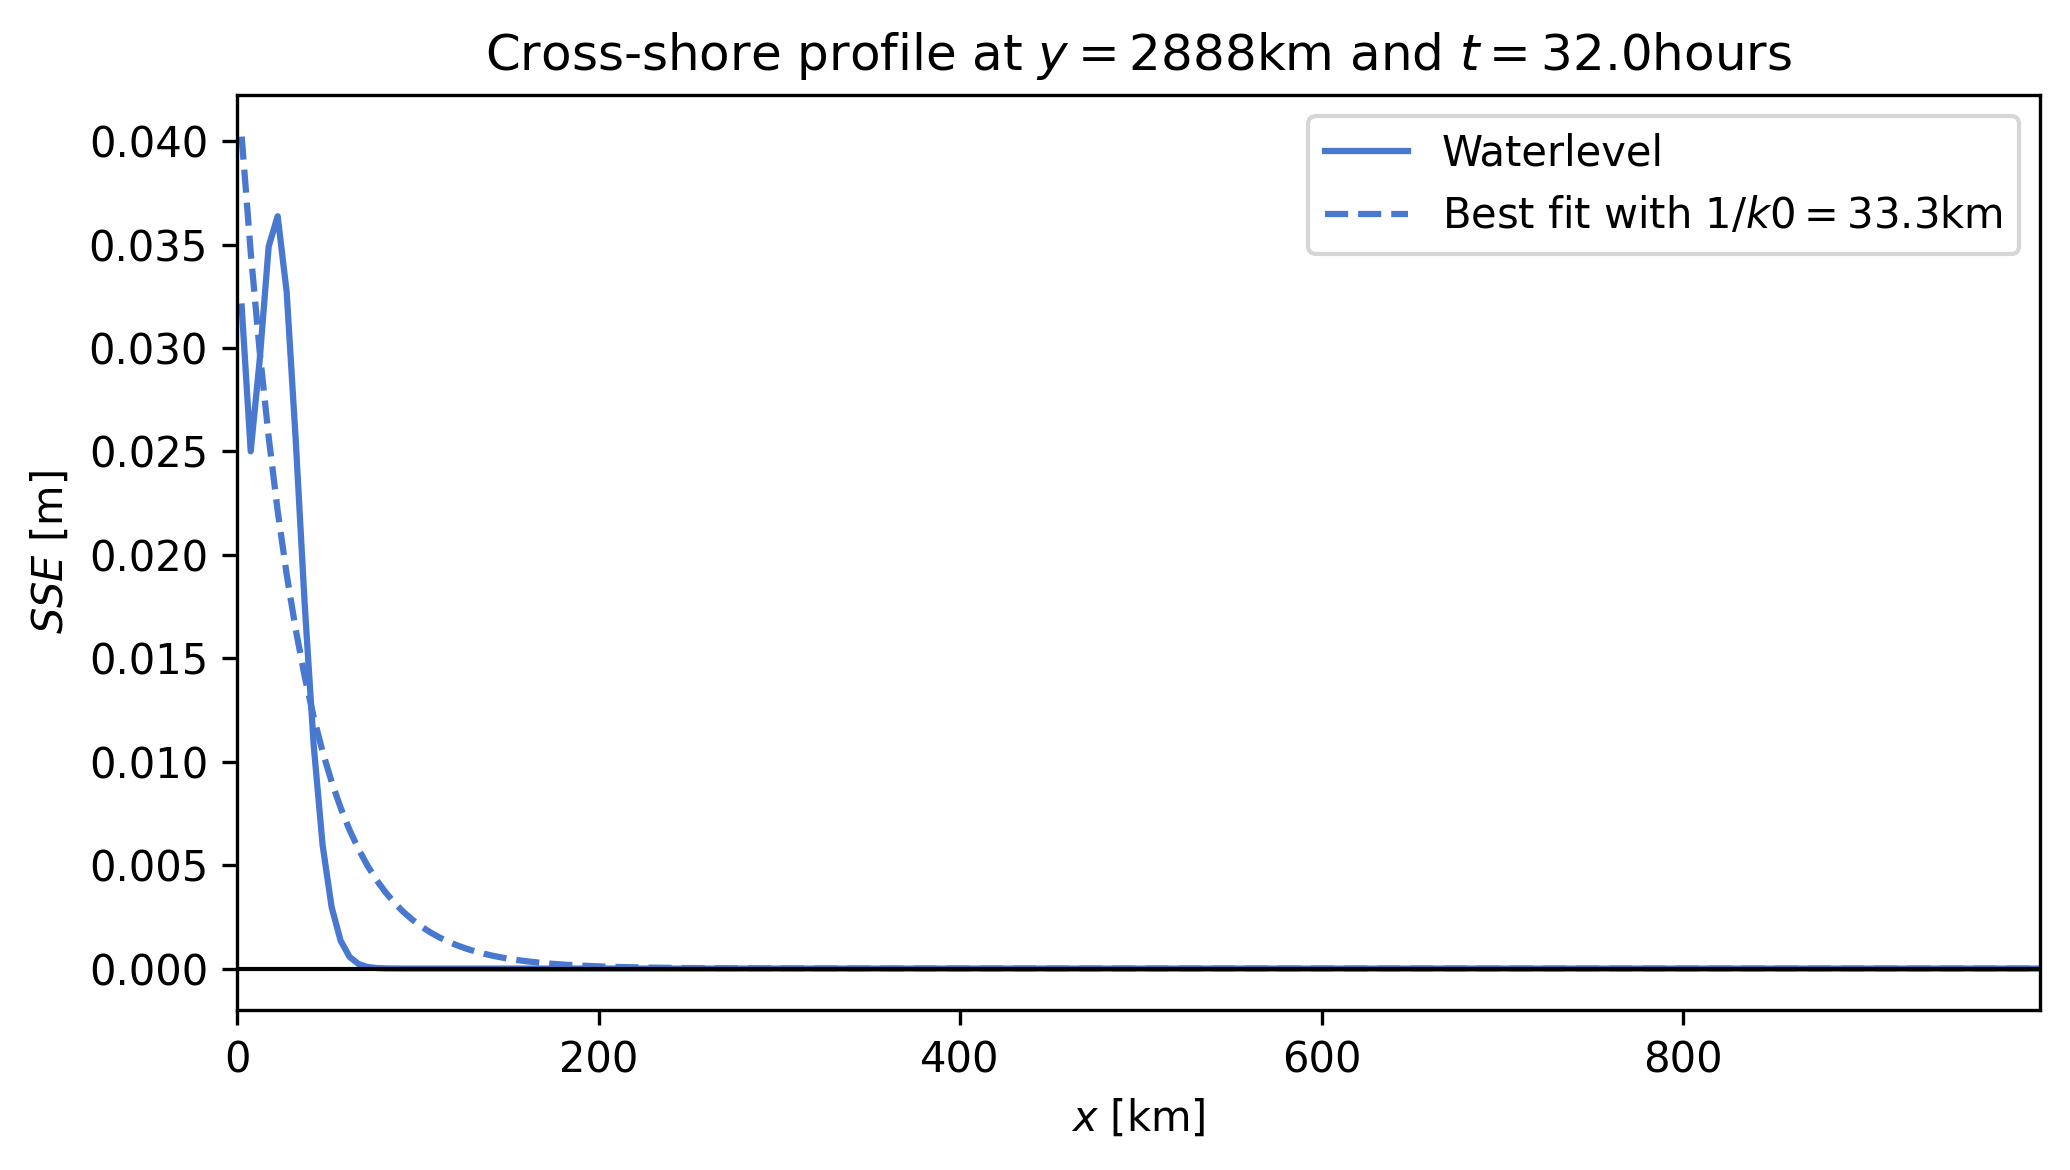 Cross-shore profile at y = 2888km and t = 32.0hours
Waterlevel
Best fit with 1/k0 = 33.3km
SSE [m]
0.040
0.035
0.030
0.025
0.020
0.015
0.010
0.005
0.000
0 200 400 600 800
x [km]